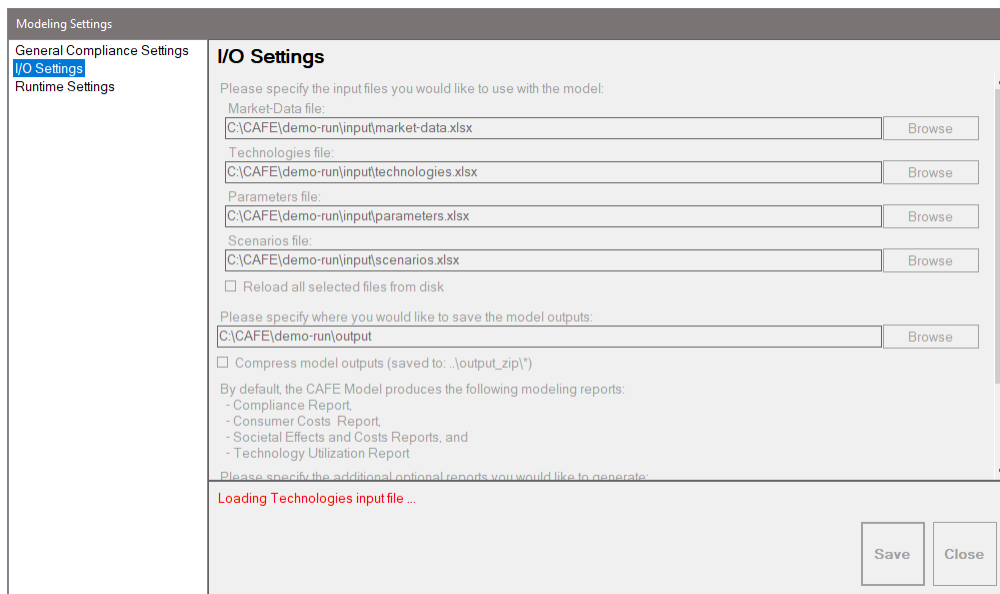 Modeling Settings
General Compliance Settings
I/O Settings
Runtime Settings
I/O Settings
Please specify the input files you would like to use with the model:
Market-Data file:
C:\CAFE\demo-run\input\market-data.xlsx
Browse
Technologies file:
C:\CAFE\demo-run\input\technologies.xlsx
Browse
Parameters file:
C:\CAFE\demo-run\input\parameters.xlsx
Browse
Scenarios file:
C:\CAFE\demo-run\input\scenarios.xlsx
Browse
Reload all selected files from disk
Please specify where you would like to save the model outputs:
C:\CAFE\demo-run\output
Browse
Compress model outputs (saved to: ..\output_zip\*)
By default, the CAFE Model produces the following modeling reports:
- Compliance Report,
- Consumer Costs  Report,
- Societal Effects and Costs Reports, and
- Technology Utilization Report
Please specify the additional optional reports you would like to generate:
Loading Technologies input file ...
Save
Close